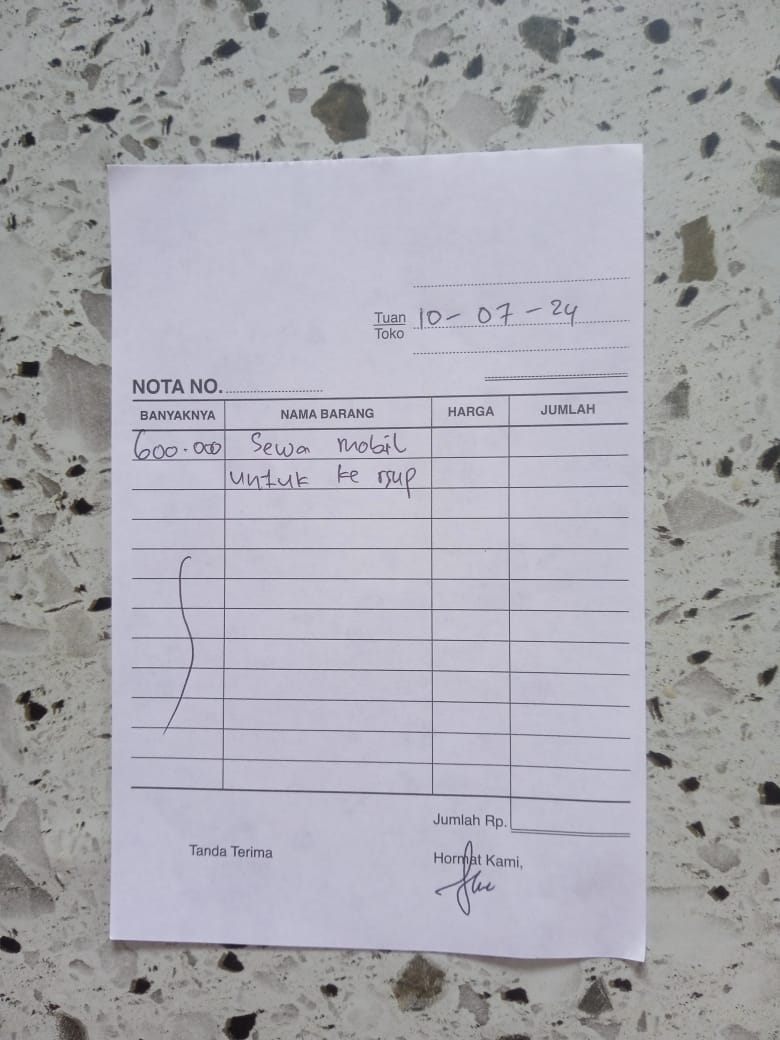 Tuan 10-07-24
Toko
NOTA NO.
BANYAKNYA NAMA BARANG HARGA JUMLAH
600.000 Sewa mobil
untuk ke rsup
Jumlah Rp.
Tanda Terima Hormat Kami,